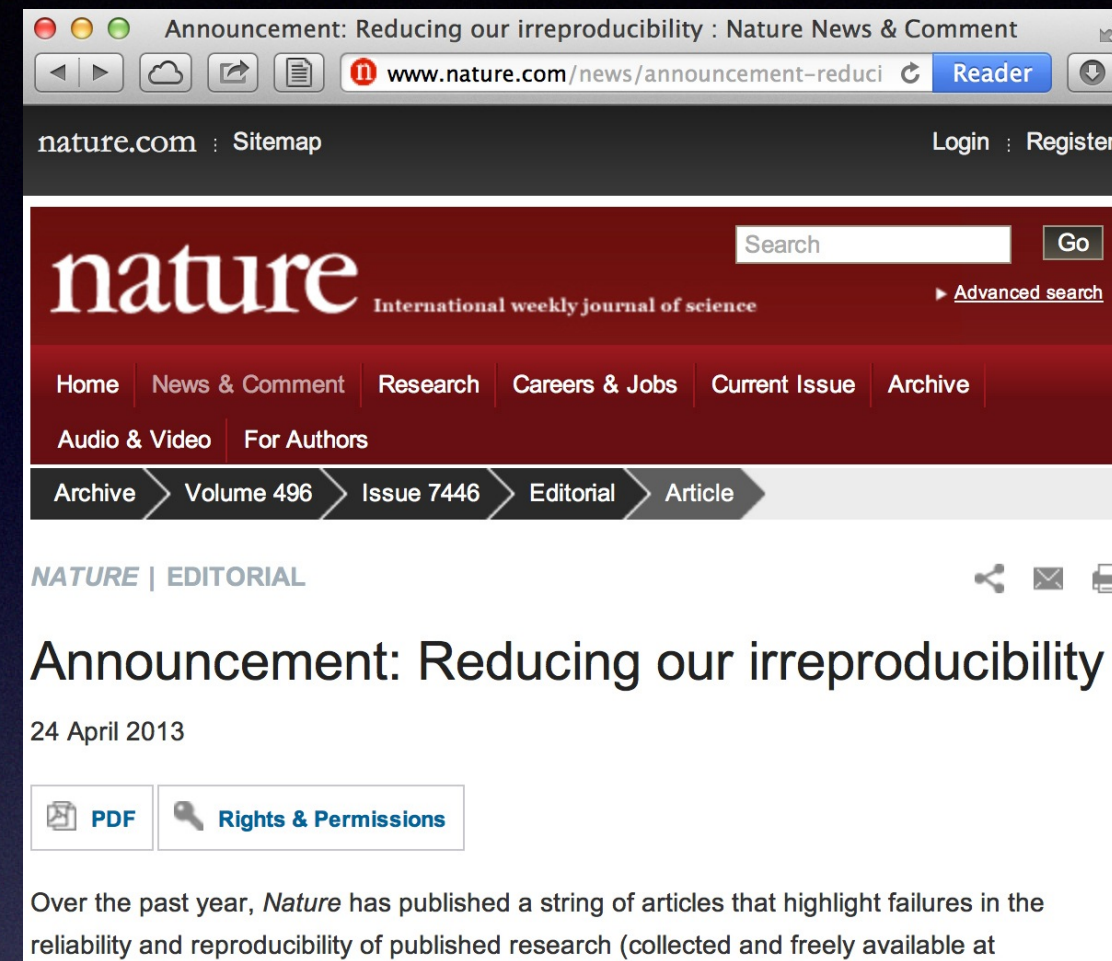 Announcement: Reducing our irreproducibility : Nature News & Comment
www.nature.com/news/announcement-reduci Reader
nature.com : Sitemap Login : Register
nature International weekly journal of science
Search Go
Advanced search
Home News & Comment Research Careers & Jobs Current Issue Archive
Audio & Video For Authors
Archive Volume 496 Issue 7446 Editorial Article
NATURE | EDITORIAL
Announcement: Reducing our irreproducibility
24 April 2013
PDF Rights & Permissions
Over the past year, Nature has published a string of articles that highlight failures in the
reliability and reproducibility of published research (collected and freely available at